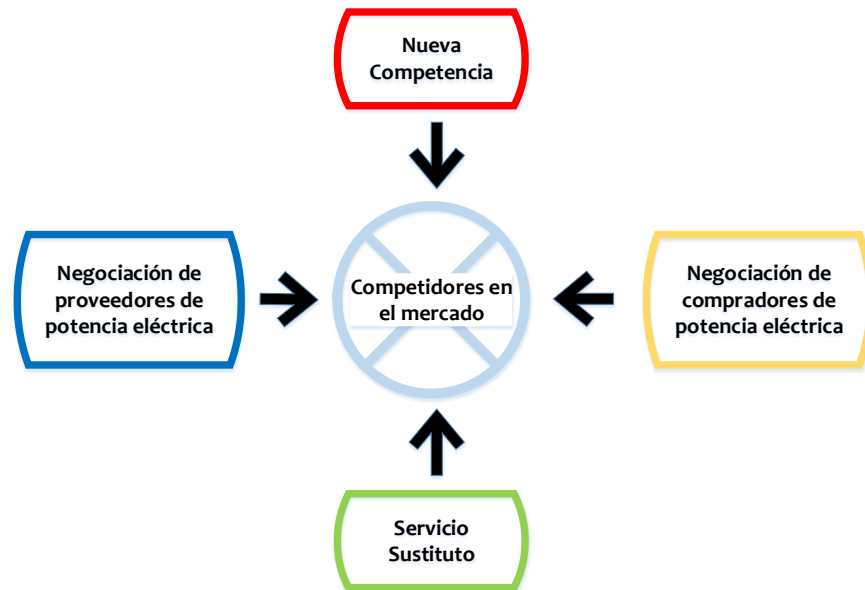 Nueva
Competencia
Negociación de
proveedores de
potencia eléctrica
Competidores en
el mercado
Negociación de
compradores de
potencia eléctrica
Servicio
Sustituto